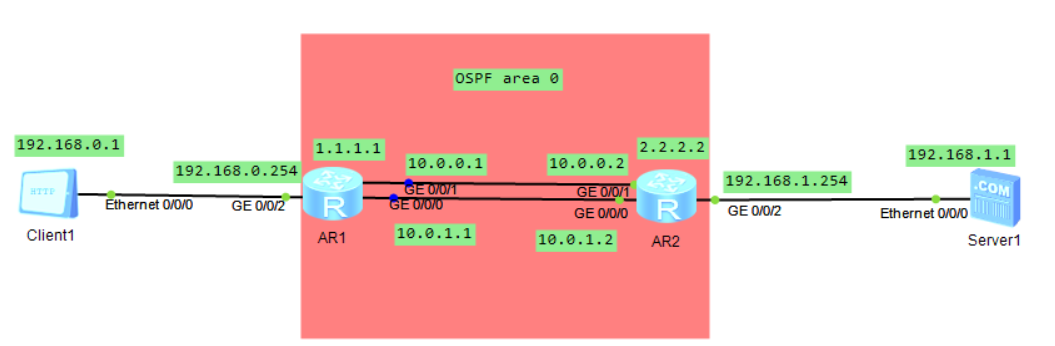 OSPF area 0
192.168.0.1
1.1.1.1
2.2.2.2
192.168.0.254
10.0.0.1
10.0.0.2
192.168.1.1
192.168.1.254
HTTP
Ethernet 0/0/0
GE 0/0/2
GE 0/0/1
GE 0/0/0
GE 0/0/1
GE 0/0/0
GE 0/0/2
Ethernet 0/0/0
.COM
R
R
Client1
AR1
10.0.1.1
10.0.1.2
AR2
Server1